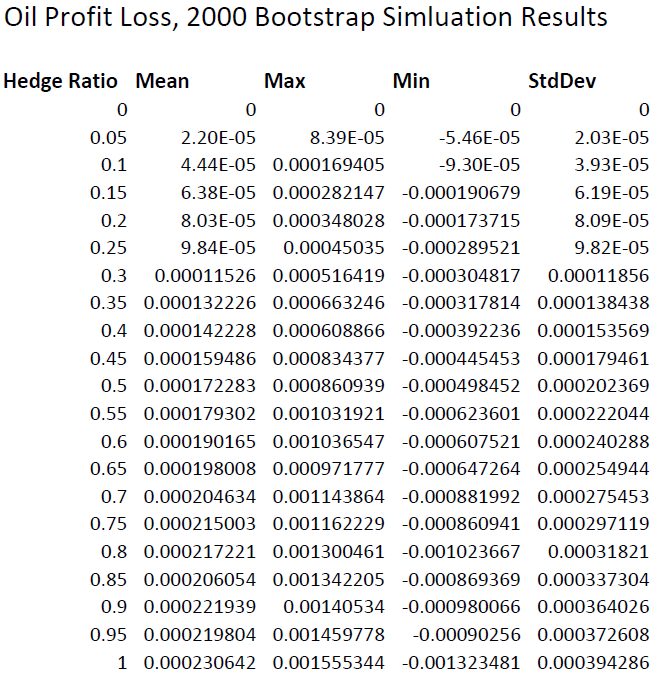 Oil Profit Loss, 2000 Bootstrap Simluation Results
Hedge Ratio Mean Max Min StdDev
0 0 0 0 0
0.05 2.20E-05 8.39E-05 -5.46E-05 2.03E-05
0.1 4.44E-05 0.000169405 -9.30E-05 3.93E-05
0.15 6.38E-05 0.000282147 -0.000190679 6.19E-05
0.2 8.03E-05 0.000348028 -0.000173715 8.09E-05
0.25 9.84E-05 0.00045035 -0.000289521 9.82E-05
0.3 0.00011526 0.000516419 -0.000304817 0.00011856
0.35 0.000132226 0.000663246 -0.000317814 0.000138438
0.4 0.000142228 0.000608866 -0.000392236 0.000153569
0.45 0.000159486 0.000834377 -0.000445453 0.000179461
0.5 0.000172283 0.000860939 -0.000498452 0.000202369
0.55 0.000179302 0.001031921 -0.000623601 0.000222044
0.6 0.000190165 0.001036547 -0.000607521 0.000240288
0.65 0.000198008 0.000971777 -0.000647264 0.000254944
0.7 0.000204634 0.001143864 -0.000881992 0.000275453
0.75 0.000215003 0.001162229 -0.000860941 0.000297119
0.8 0.000217221 0.001300461 -0.001023667 0.00031821
0.85 0.000206054 0.001342205 -0.000869369 0.000337304
0.9 0.000221939 0.00140534 -0.000980066 0.000364026
0.95 0.000219804 0.001459778 -0.00090256 0.000372608
1 0.000230642 0.001555344 -0.001323481 0.000394286